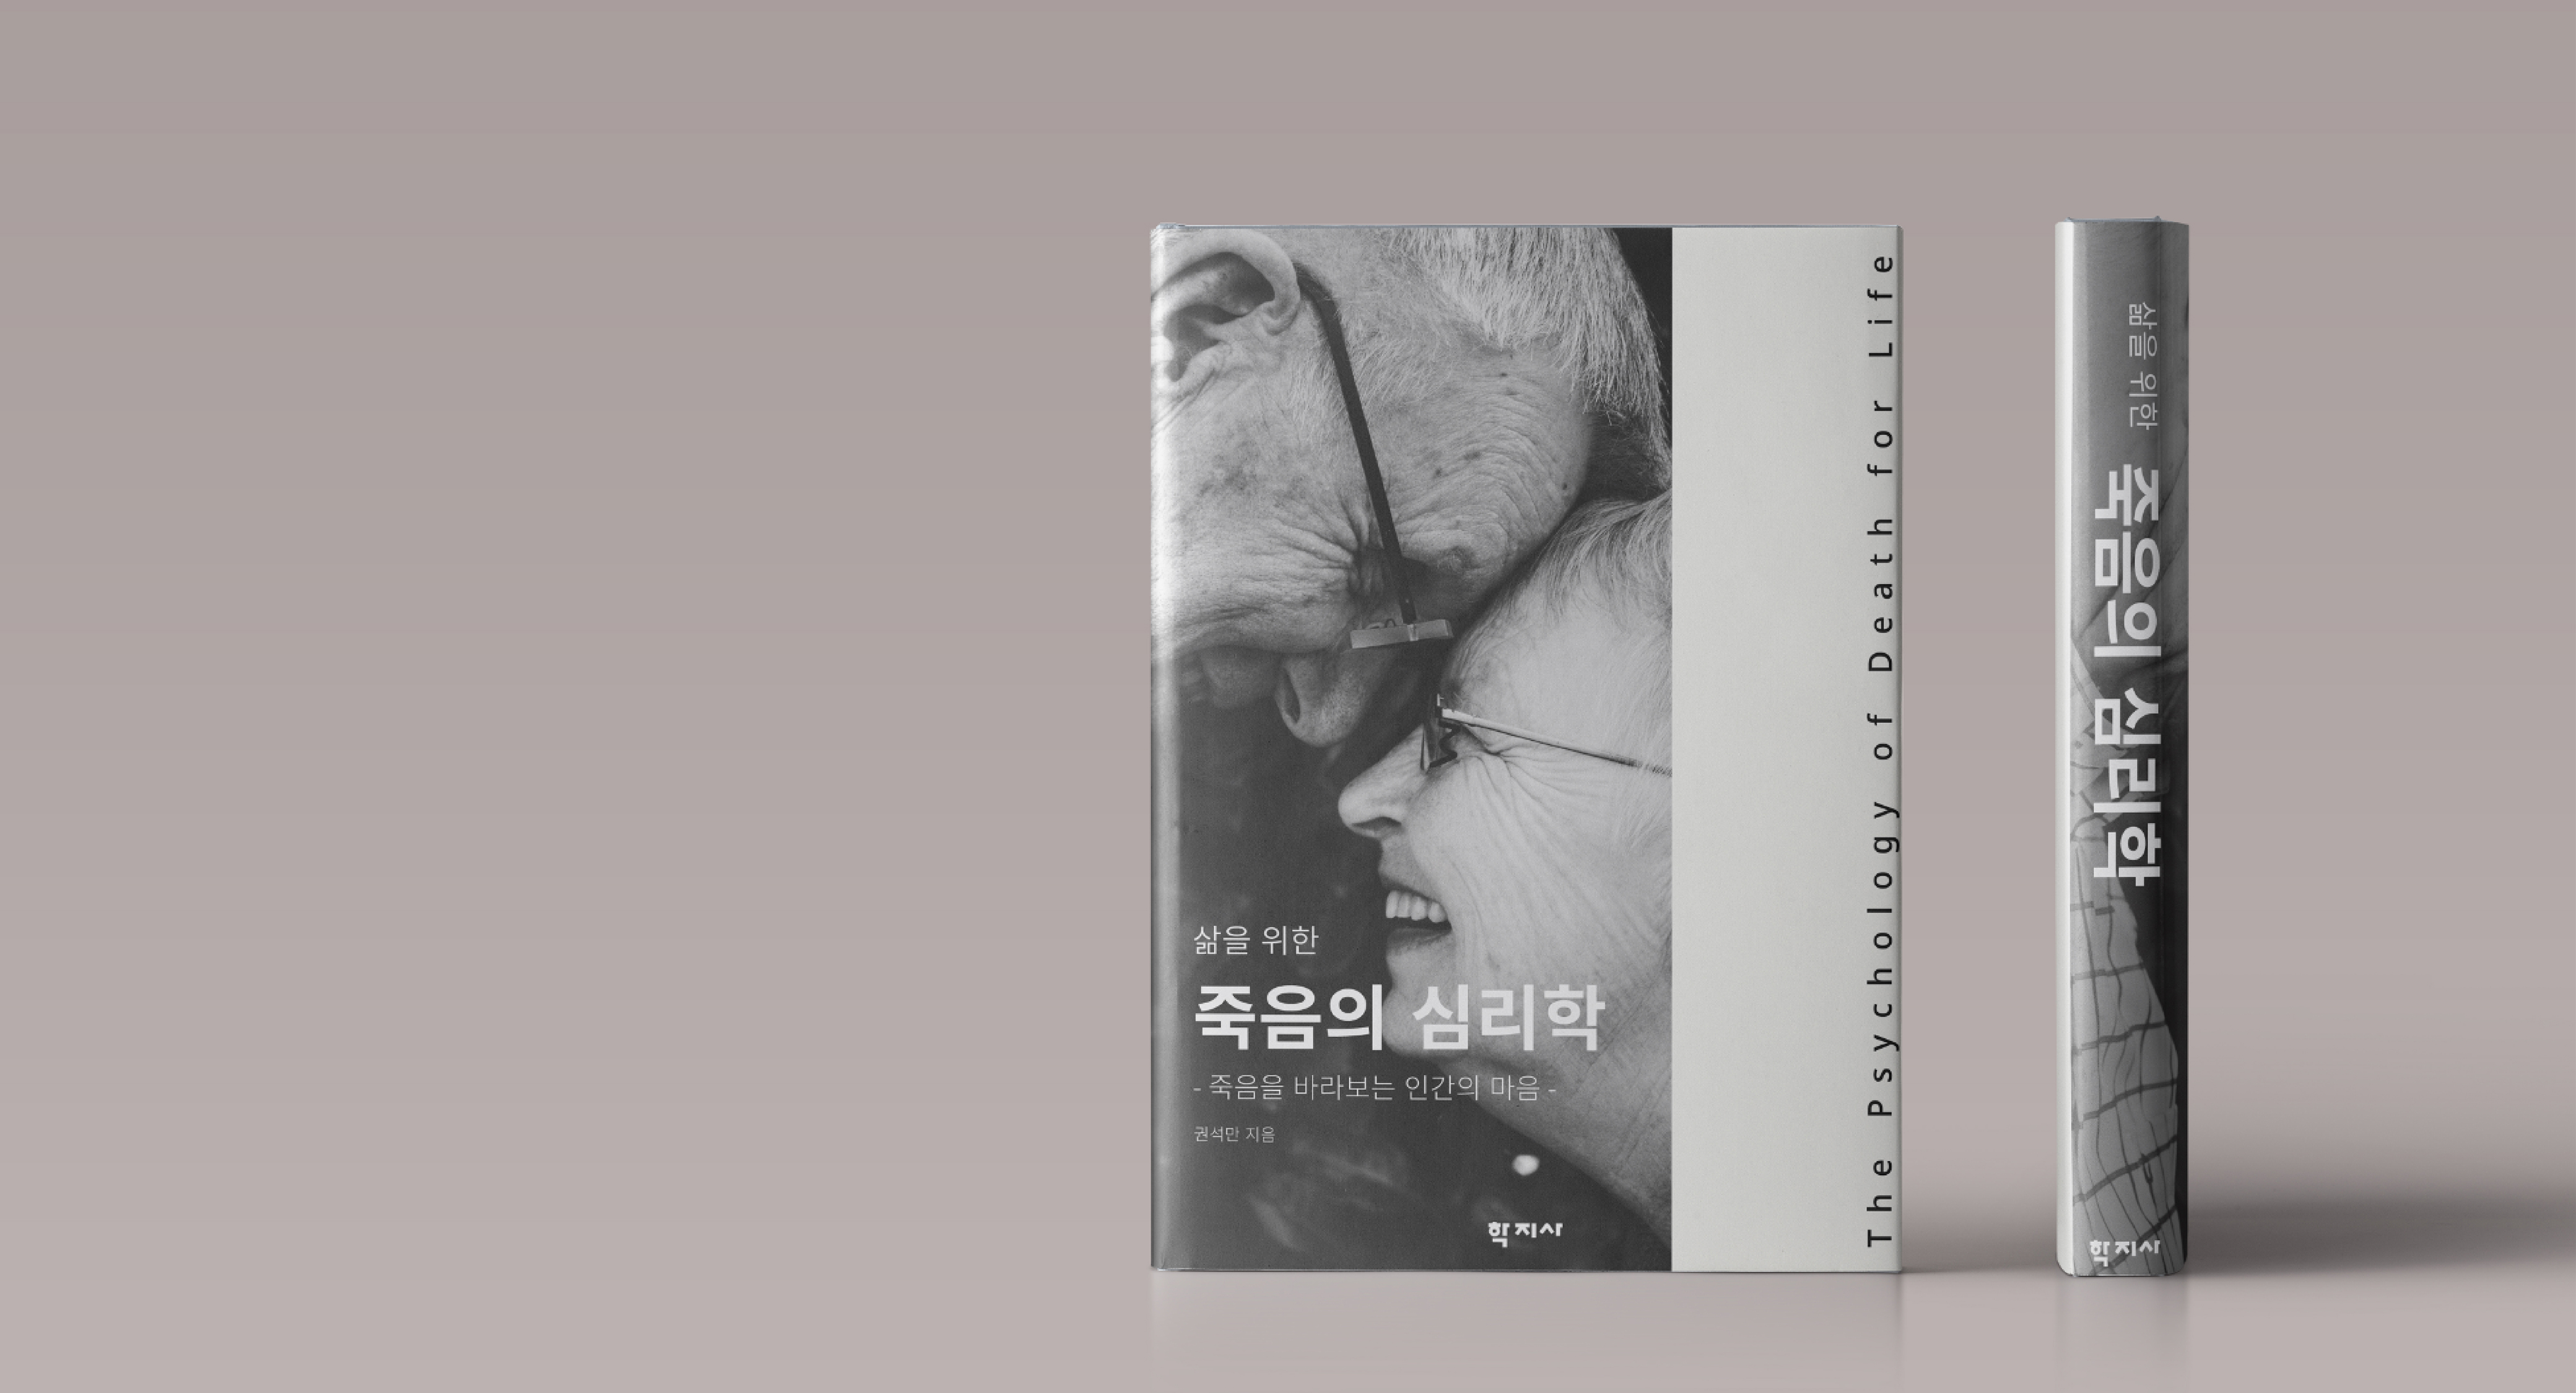 삶을 위한
죽음의 심리학
- 죽음을 바라보는 인간의 마음 -
권석만 지음
학지사
The Psychology of Death for Life
삶을 위한
죽음의 심리학
학지사